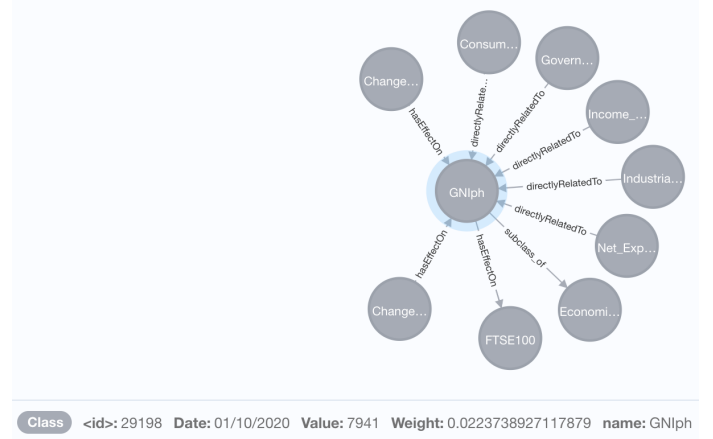 Consum...
Govern...
Change...
Income_...
Industria...
Net_Exp...
Economi...
FTSE100
Change...
GNIph
hasEffectOn
directlyRelate...
directlyRelatedTo
directlyRelatedTo
directlyRelatedTo
directlyRelatedTo
subclass_of
hasEffectOn
hasEffectOn
Class <id>: 29198 Date: 01/10/2020 Value: 7941 Weight: 0.0223738927117879 name: GNIph